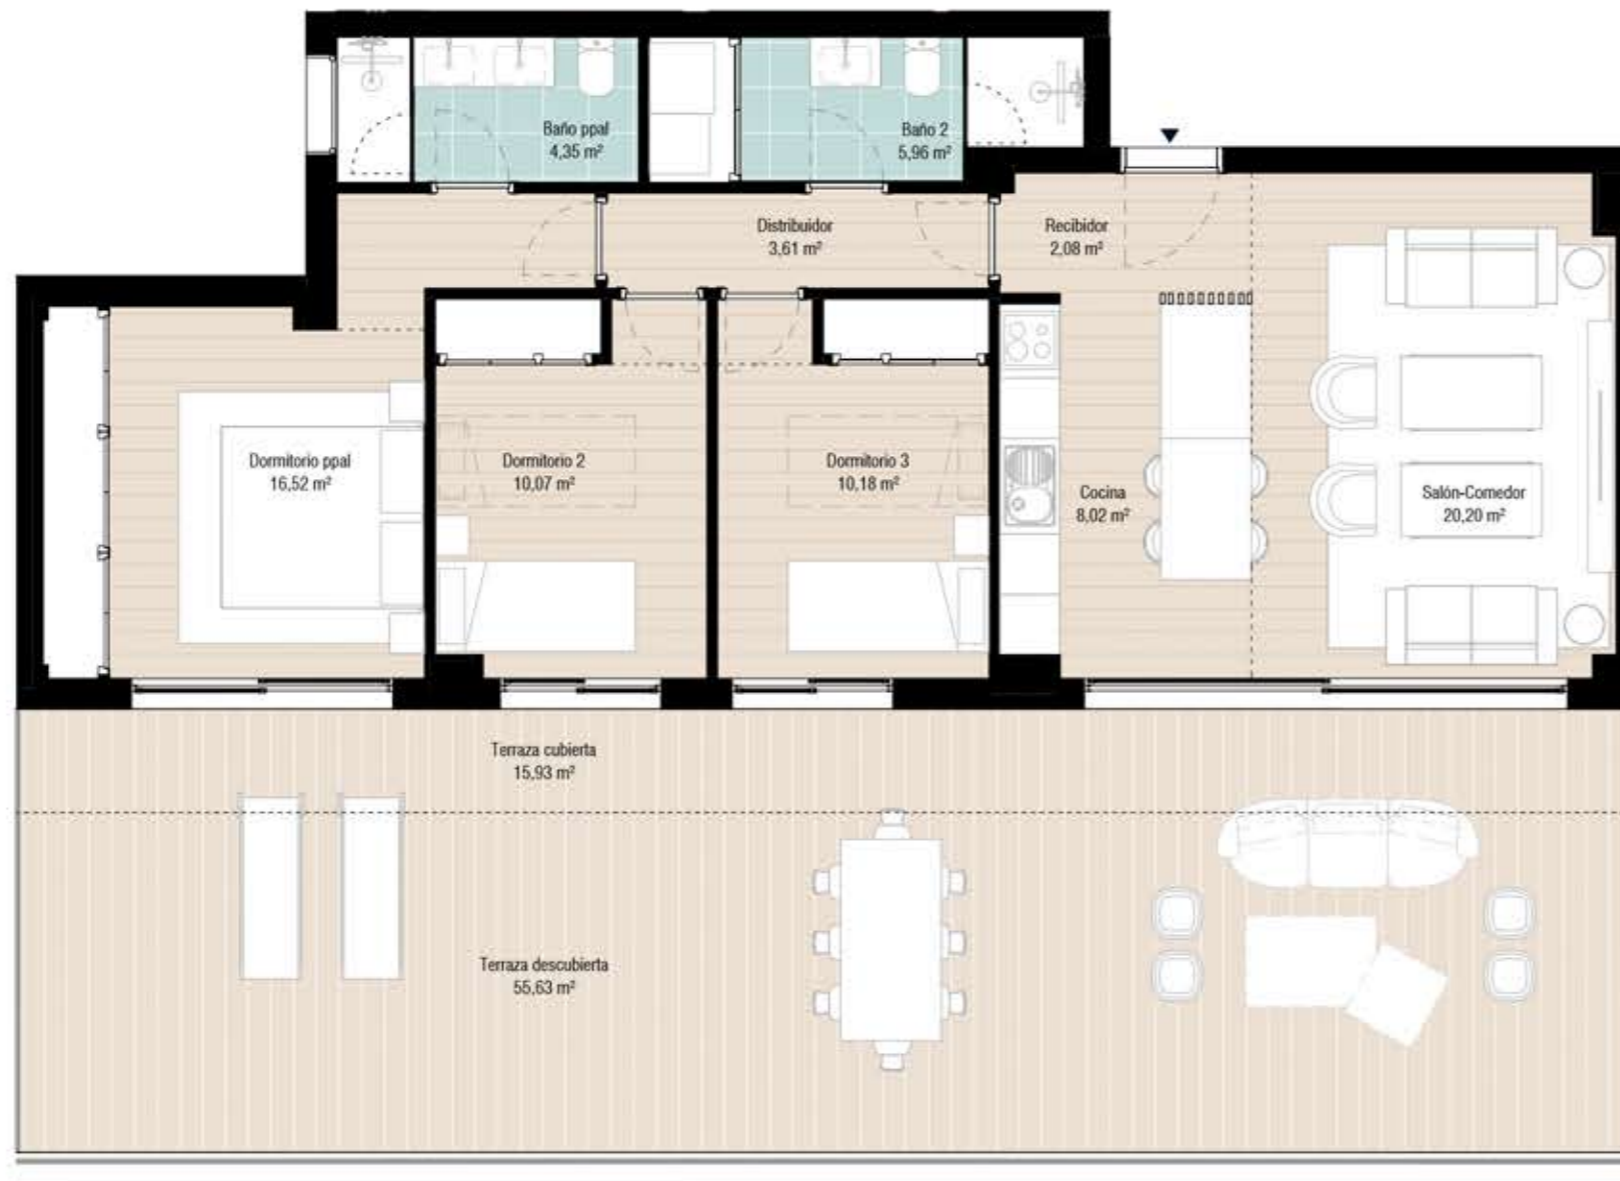 Baño ppal
4,35 m²
Baño 2
5,96 m²
Distribuidor
3,61 m²
Recibidor
2,08 m²
Dormitorio ppal
16,52 m²
Dormitorio 2
10,07 m²
Dormitorio 3
10,18 m²
Cocina
8,02 m²
Salón-Comedor
20,20 m²
Terraza cubierta
15,93 m²
Terraza descubierta
55,63 m²